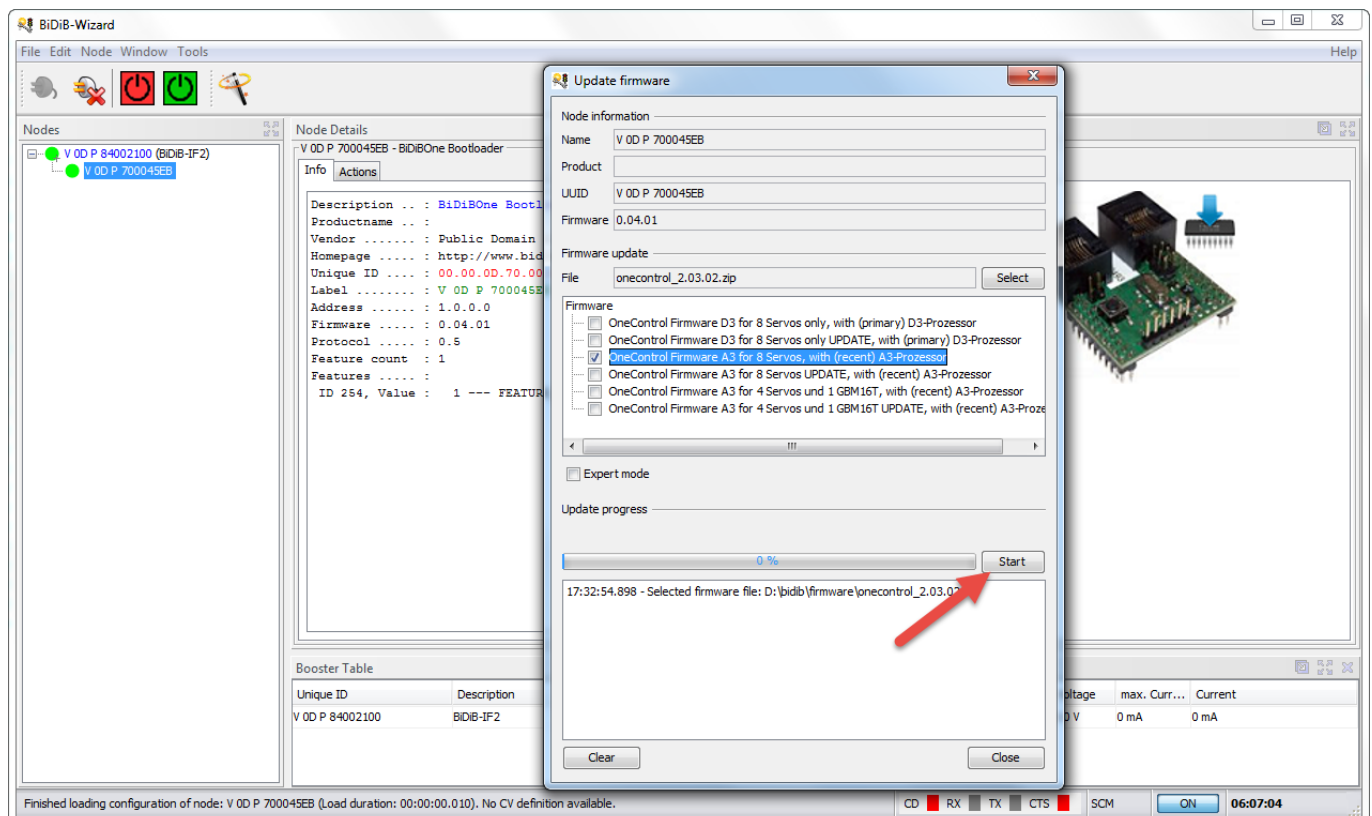 BiDiB-Wizard
File Edit Node Window Tools
Help
Nodes
V 0D P 84002100 (BiDiB-IF2)
V 0D P 700045EB
Node Details
V 0D P 700045EB - BiDiBOne Bootloader
Info Actions
Description .. : BiDiBOne Bootl
Productname .. :
Vendor ....... : Public Domain
Homepage ..... : http://www.bid
Unique ID .... : 00.00.0D.70.00
Label ........ : V 0D P 700045E
Address ...... : 1.0.0.0
Firmware ..... : 0.04.01
Protocol ..... : 0.5
Feature count : 1
Features ..... :
ID 254, Value : 1 --- FEATUR
Update firmware
Node information
Name V 0D P 700045EB
Product
UUID V 0D P 700045EB
Firmware 0.04.01
Firmware update
File onecontrol_2.03.02.zip Select
Firmware
OneControl Firmware D3 for 8 Servos only, with (primary) D3-Prozessor
OneControl Firmware D3 for 8 Servos only UPDATE, with (primary) D3-Prozessor
OneControl Firmware A3 for 8 Servos, with (recent) A3-Prozessor
OneControl Firmware A3 for 8 Servos UPDATE, with (recent) A3-Prozessor
OneControl Firmware A3 for 4 Servos und 1 GBM16T, with (recent) A3-Prozessor
OneControl Firmware A3 for 4 Servos und 1 GBM16T UPDATE, with (recent) A3-Proze
Expert mode
Update progress
0 % Start
17:32:54.898 - Selected firmware file: D:\bidib\firmware\onecontrol_2.03.02
Clear Close
Booster Table
Unique ID Description oltage max. Curr... Current
V 0D P 84002100 BiDiB-IF2 0 V 0 mA 0 mA
Finished loading configuration of node: V 0D P 700045EB (Load duration: 00:00:00.010). No CV definition available.
CD RX TX CTS SCM ON 06:07:04